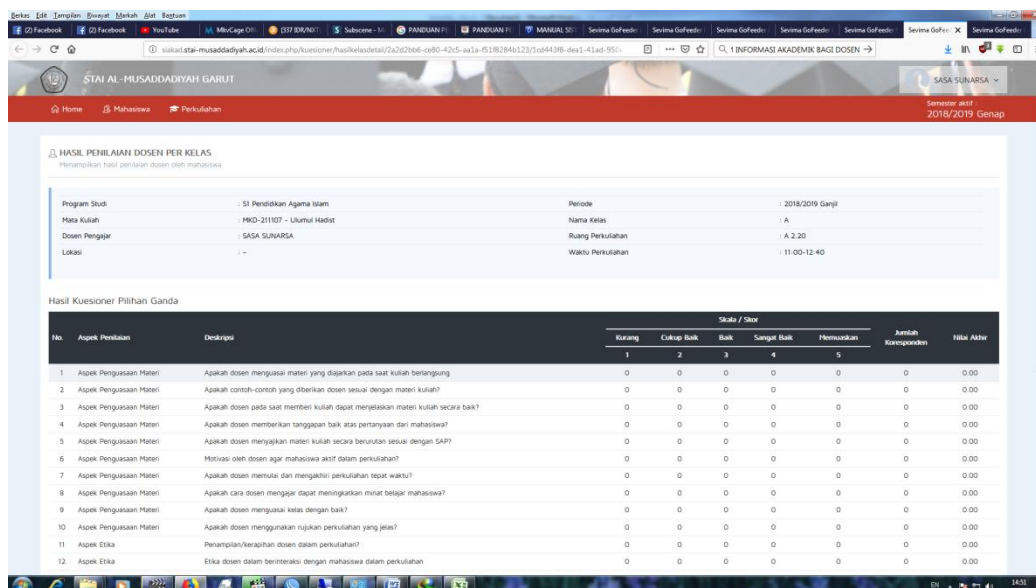 Berkas Edit Tampilan Riwayat Markah Alat Bantuan
(2) Facebook (2) Facebook YouTube MkvCage Offi (337 IDR/NXT Subscene - PANDUAN PE PANDUAN PE MANUAL SIS Sevima GoFeeder Sevima GoFeeder Sevima GoFeeder Sevima GoFeeder Sevima GoFeeder Sevima GoFee X Sevima GoFeeder
siakad.stai-musaddadiyah.ac.id/index.php/kuesioner/hasilkelasdetail/ INFORMASI AKADEMIK BAGI DOSEN
STAI AL-MUSADDADIYAH GARUT SASA SUNARSA
Home Mahasiswa Perkuliahan Semester aktif :
2018/2019 Genap
HASIL PENILAIAN DOSEN PER KELAS
Menampilkan hasil penilaian dosen oleh mahasiswa
Program Studi : S1 Pendidikan Agama Islam Periode : 2018/2019 Ganjil
Mata Kuliah : MKD-211107 - Ulumul Hadist Nama Kelas : A
Dosen Pengajar : SASA SUNARSA Ruang Perkuliahan : A 2.20
Lokasi : - Waktu Perkuliahan : 11:00-12:40
Hasil Kuesioner Pilihan Ganda
Skala / Skor
No. Aspek Penilaian Deskripsi Kurang Cukup Baik Baik Sangat Baik Memuaskan Jumlah Koresponden Nilai Akhir
1 2 3 4 5
1 Aspek Penguasaan Materi Apakah dosen menguasai materi yang diajarkan pada saat kuliah berlangsung 0 0 0 0 0 0 0.00
2 Aspek Penguasaan Materi Apakah contoh-contoh yang diberikan dosen sesuai dengan materi kuliah? 0 0 0 0 0 0 0.00
3 Aspek Penguasaan Materi Apakah dosen pada saat memberi kuliah dapat menjelaskan materi kuliah secara baik? 0 0 0 0 0 0 0.00
4 Aspek Penguasaan Materi Apakah dosen memberikan tanggapan baik atas pertanyaan dari mahasiswa? 0 0 0 0 0 0 0.00
5 Aspek Penguasaan Materi Apakah dosen menyajikan materi kuliah secara berurutan sesuai dengan SAP? 0 0 0 0 0 0 0.00
6 Aspek Penguasaan Materi Motivasi oleh dosen agar mahasiswa aktif dalam perkuliahan? 0 0 0 0 0 0 0.00
7 Aspek Penguasaan Materi Apakah dosen memulai dan mengakhiri perkuliahan tepat waktu? 0 0 0 0 0 0 0.00
8 Aspek Penguasaan Materi Apakah cara dosen mengajar dapat meningkatkan minat belajar mahasiswa? 0 0 0 0 0 0 0.00
9 Aspek Penguasaan Materi Apakah dosen menguasai kelas dengan baik? 0 0 0 0 0 0 0.00
10 Aspek Penguasaan Materi Apakah dosen menggunakan rujukan perkuliahan yang jelas? 0 0 0 0 0 0 0.00
11 Aspek Etika Penampilan/kerapihan dosen dalam perkuliahan? 0 0 0 0 0 0 0.00
12 Aspek Etika Etika dosen dalam berinteraksi dengan mahasiswa dalam perkuliahan 0 0 0 0 0 0 0.00
EN 14:51